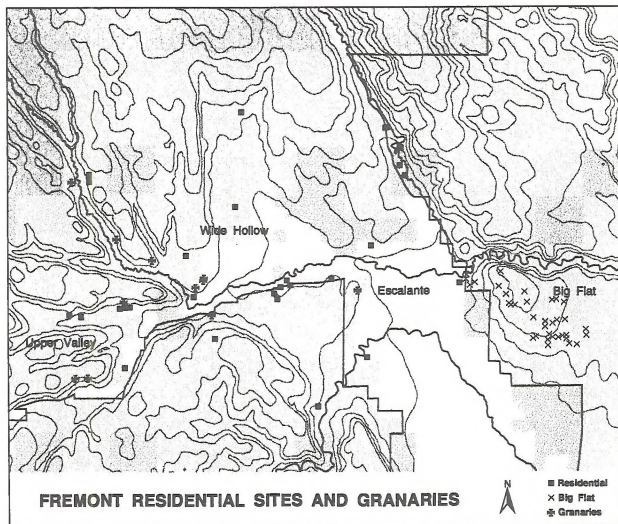 Wide Hollow
Escalante
Big Flat
Upper Valley
FREMONT RESIDENTIAL SITES AND GRANARIES
N
Residential
Big Flat
Granaries